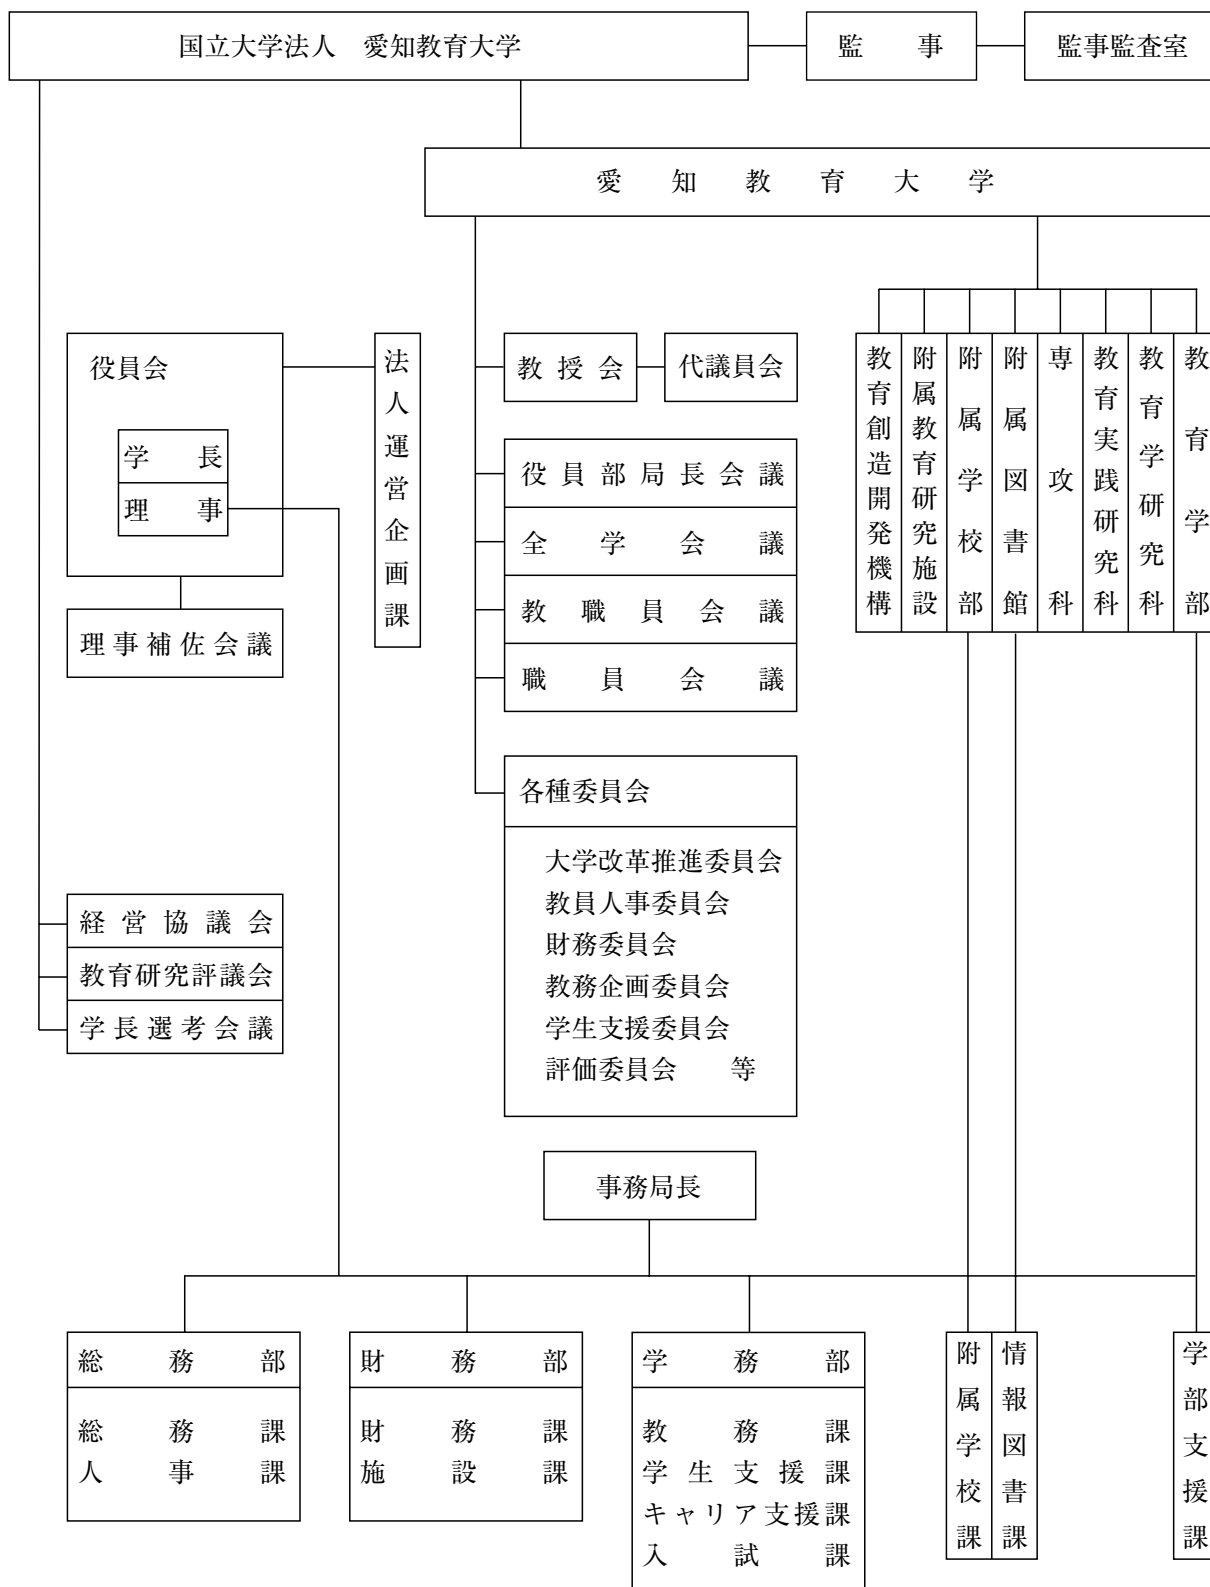 国立大学法人　愛知教育大学
監事
監事監査室
愛知教育大学
役員会
学長
理事
理事補佐会議
法人運営企画課
教授会
代議員会
役員部局長会議
全学会議
教職員会議
職員会議
教育創造開発機構
附属教育研究施設
附属学校部
附属図書館
専攻科
教育実践研究科
教育学研究科
教育学部
各種委員会
大学改革推進委員会
教員人事委員会
財務委員会
教務企画委員会
学生支援委員会
評価委員会　等
経営協議会
教育研究評議会
学長選考会議
事務局長
総務部
総務課
人事課
財務部
財務課
施設課
学務部
教務課
学生支援課
キャリア支援課
入試課
附属学校課
情報図書課
学部支援課